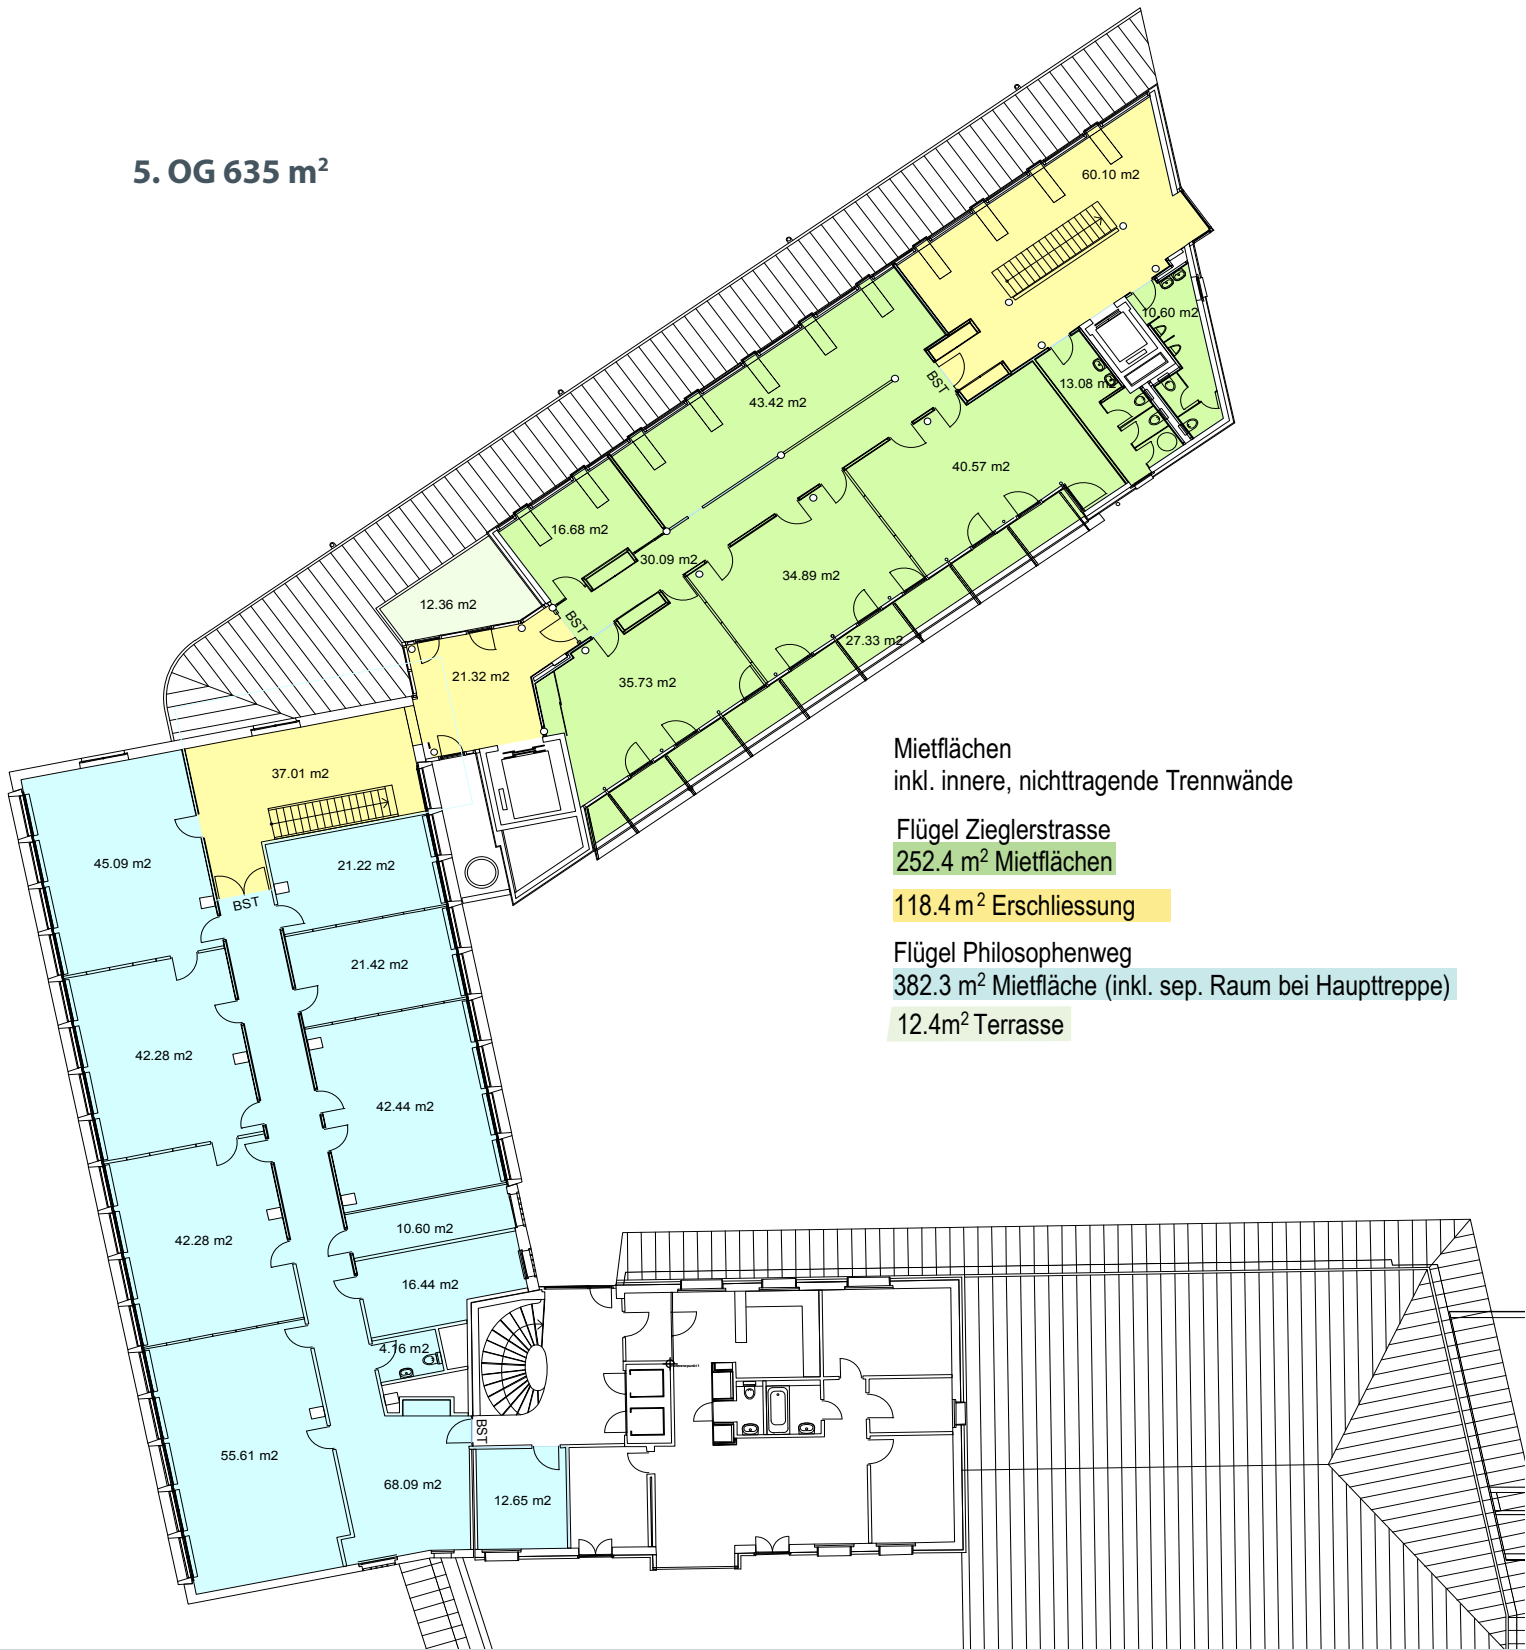 5. OG 635 m²
60.10 m2
10.60 m2
13.08 m2
BST
43.42 m2
40.57 m2
16.68 m2
30.09 m2
34.89 m2
12.36 m2
BST
27.33 m2
21.32 m2
35.73 m2
Mietflächen
inkl. innere, nichttragende Trennwände
Flügel Zieglerstrasse
252.4 m² Mietflächen
118.4 m² Erschliessung
Flügel Philosophenweg
382.3 m² Mietfläche (inkl. sep. Raum bei Haupttreppe)
12.4m² Terrasse
37.01 m2
45.09 m2
21.22 m2
BST
21.42 m2
42.28 m2
42.44 m2
10.60 m2
42.28 m2
16.44 m2
4.16 m2
BST
55.61 m2
68.09 m2
12.65 m2